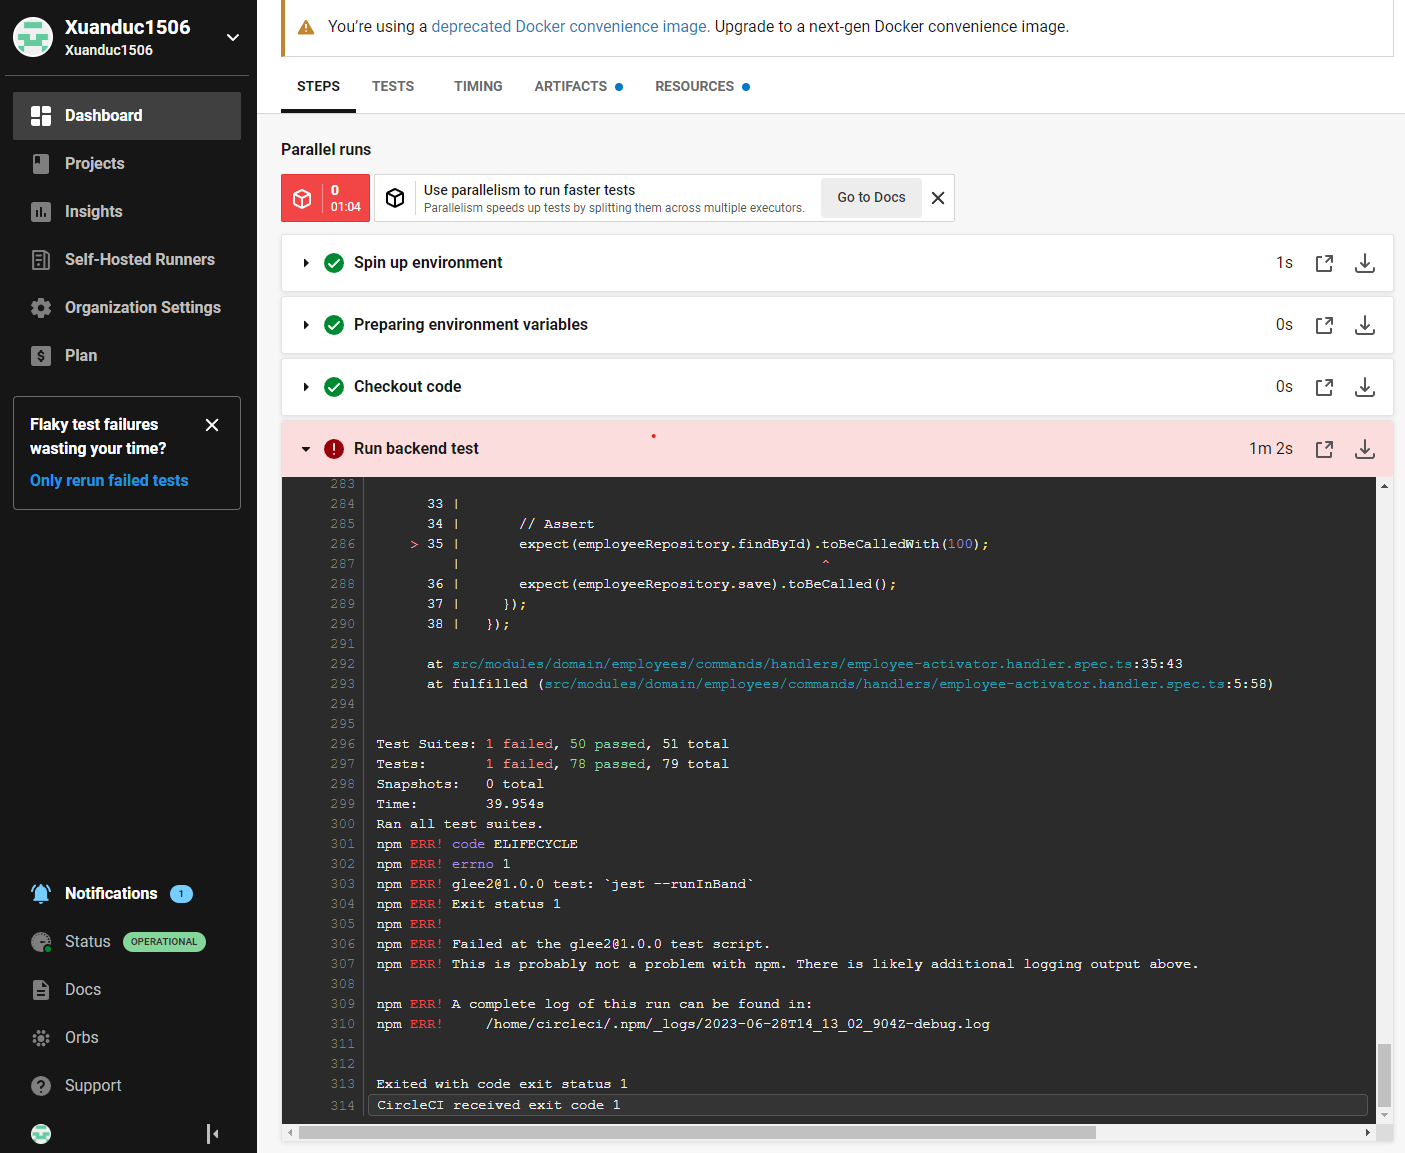 Xuanduc1506
Xuanduc1506
Dashboard
Projects
Insights
Self-Hosted Runners
Organization Settings
Plan
Flaky test failures
wasting your time?
Only rerun failed tests
Notifications 1
Status OPERATIONAL
Docs
Orbs
Support
You’re using a deprecated Docker convenience image. Upgrade to a next-gen Docker convenience image.
STEPS TESTS TIMING ARTIFACTS RESOURCES
Parallel runs
0
01:04
Use parallelism to run faster tests
Parallelism speeds up tests by splitting them across multiple executors.
Go to Docs
Spin up environment 1s
Preparing environment variables 0s
Checkout code 0s
Run backend test 1m 2s
283
284 33 |
285 34 | // Assert
286 > 35 | expect(employeeRepository.findById).toBeCalledWith(100);
287 | ^
288 36 | expect(employeeRepository.save).toBeCalled();
289 37 | });
290 38 | });
291
292 at src/modules/domain/employees/commands/handlers/employee-activator.handler.spec.ts:35:43
293 at fulfilled (src/modules/domain/employees/commands/handlers/employee-activator.handler.spec.ts:5:58)
294
295
296 Test Suites: 1 failed, 50 passed, 51 total
297 Tests: 1 failed, 78 passed, 79 total
298 Snapshots: 0 total
299 Time: 39.954s
300 Ran all test suites.
301 npm ERR! code ELIFECYCLE
302 npm ERR! errno 1
303 npm ERR! glee2@1.0.0 test: `jest --runInBand`
304 npm ERR! Exit status 1
305 npm ERR!
306 npm ERR! Failed at the glee2@1.0.0 test script.
307 npm ERR! This is probably not a problem with npm. There is likely additional logging output above.
308
309 npm ERR! A complete log of this run can be found in:
310 npm ERR! /home/circleci/.npm/_logs/2023-06-28T14_13_02_904Z-debug.log
311
312
313 Exited with code exit status 1
314 CircleCI received exit code 1